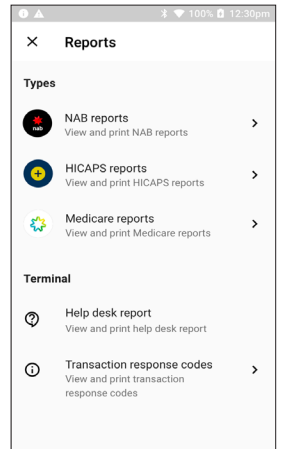 100% 12:30pm
Reports
Types
NAB reports
nab
View and print NAB reports
HICAPS reports
View and print HICAPS reports
Medicare reports
View and print Medicare reports
Terminal
Help desk report
View and print help desk report
Transaction response codes
View and print transaction
response codes